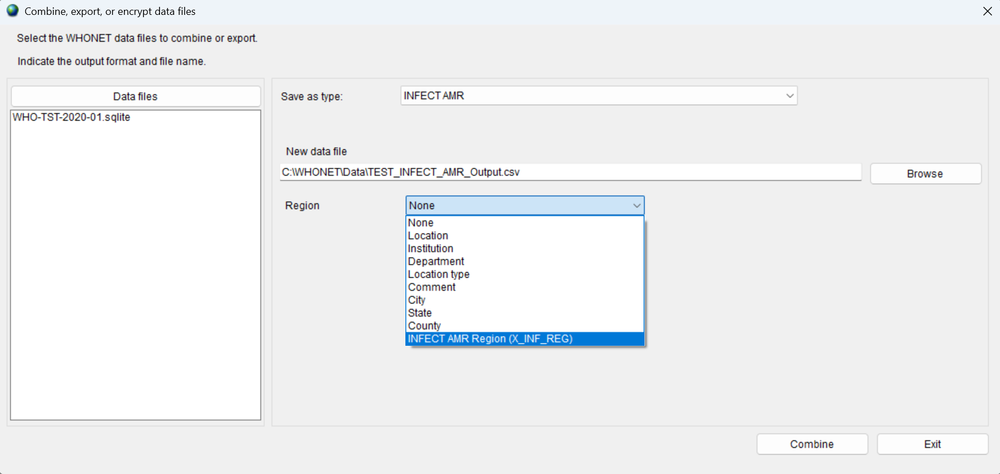 Combine, export, or encrypt data files
Select the WHONET data files to combine or export.
Indicate the output format and file name.
Data files
WHO-TST-2020-01.sqlite
Save as type:
INFECT AMR
New data file
C:\WHONET\Data\TEST_INFECT_AMR_Output.csv
Browse
Region
None
None
Location
Institution
Department
Location type
Comment
City
State
County
INFECT AMR Region (X_INF_REG)
Combine
Exit